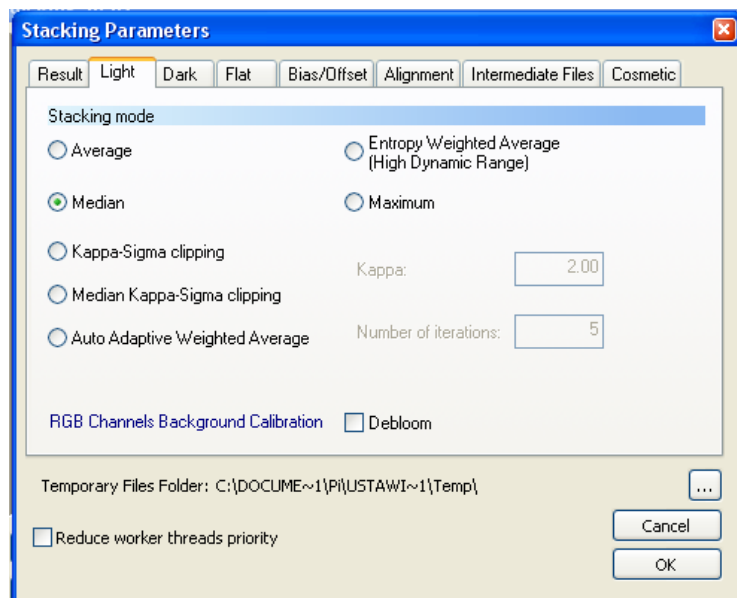 Stacking Parameters
Result Light Dark Flat Bias/Offset Alignment Intermediate Files Cosmetic
Stacking mode
Average
Entropy Weighted Average
(High Dynamic Range)
Median
Maximum
Kappa-Sigma clipping
Kappa: 2.00
Median Kappa-Sigma clipping
Auto Adaptive Weighted Average
Number of iterations: 5
RGB Channels Background Calibration
Debloom
Temporary Files Folder: C:\DOCUME~1\Pi\USTAWI~1\Temp\
...
Reduce worker threads priority
Cancel
OK